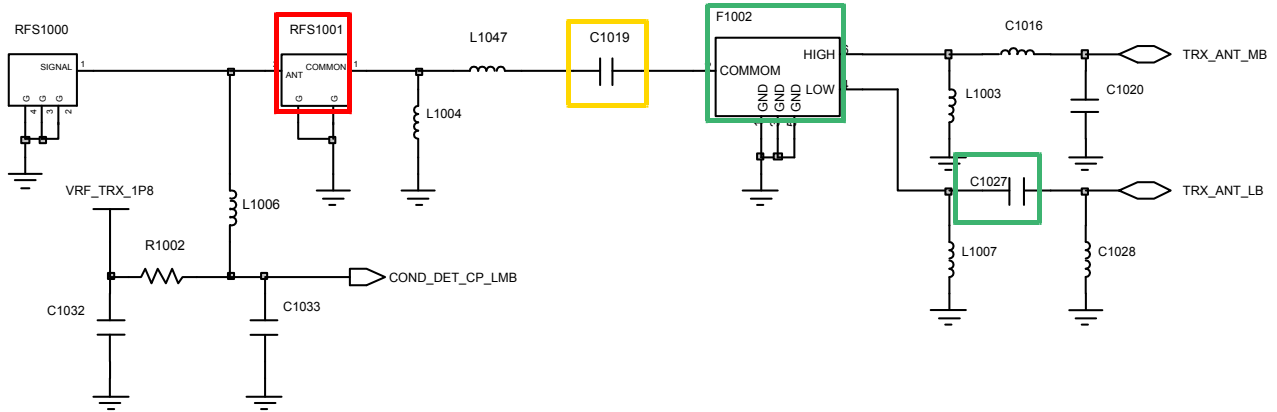 RFS1000
SIGNAL
1
G
G
G
4
3
2
RFS1001
ANT
COMMON
1
G
G
L1047
L1004
C1019
F1002
COMMOM
HIGH
LOW
GND
GND
GND
C1016
TRX_ANT_MB
L1003
C1020
C1027
TRX_ANT_LB
L1007
C1028
VRF_TRX_1P8
L1006
R1002
COND_DET_CP_LMB
C1032
C1033